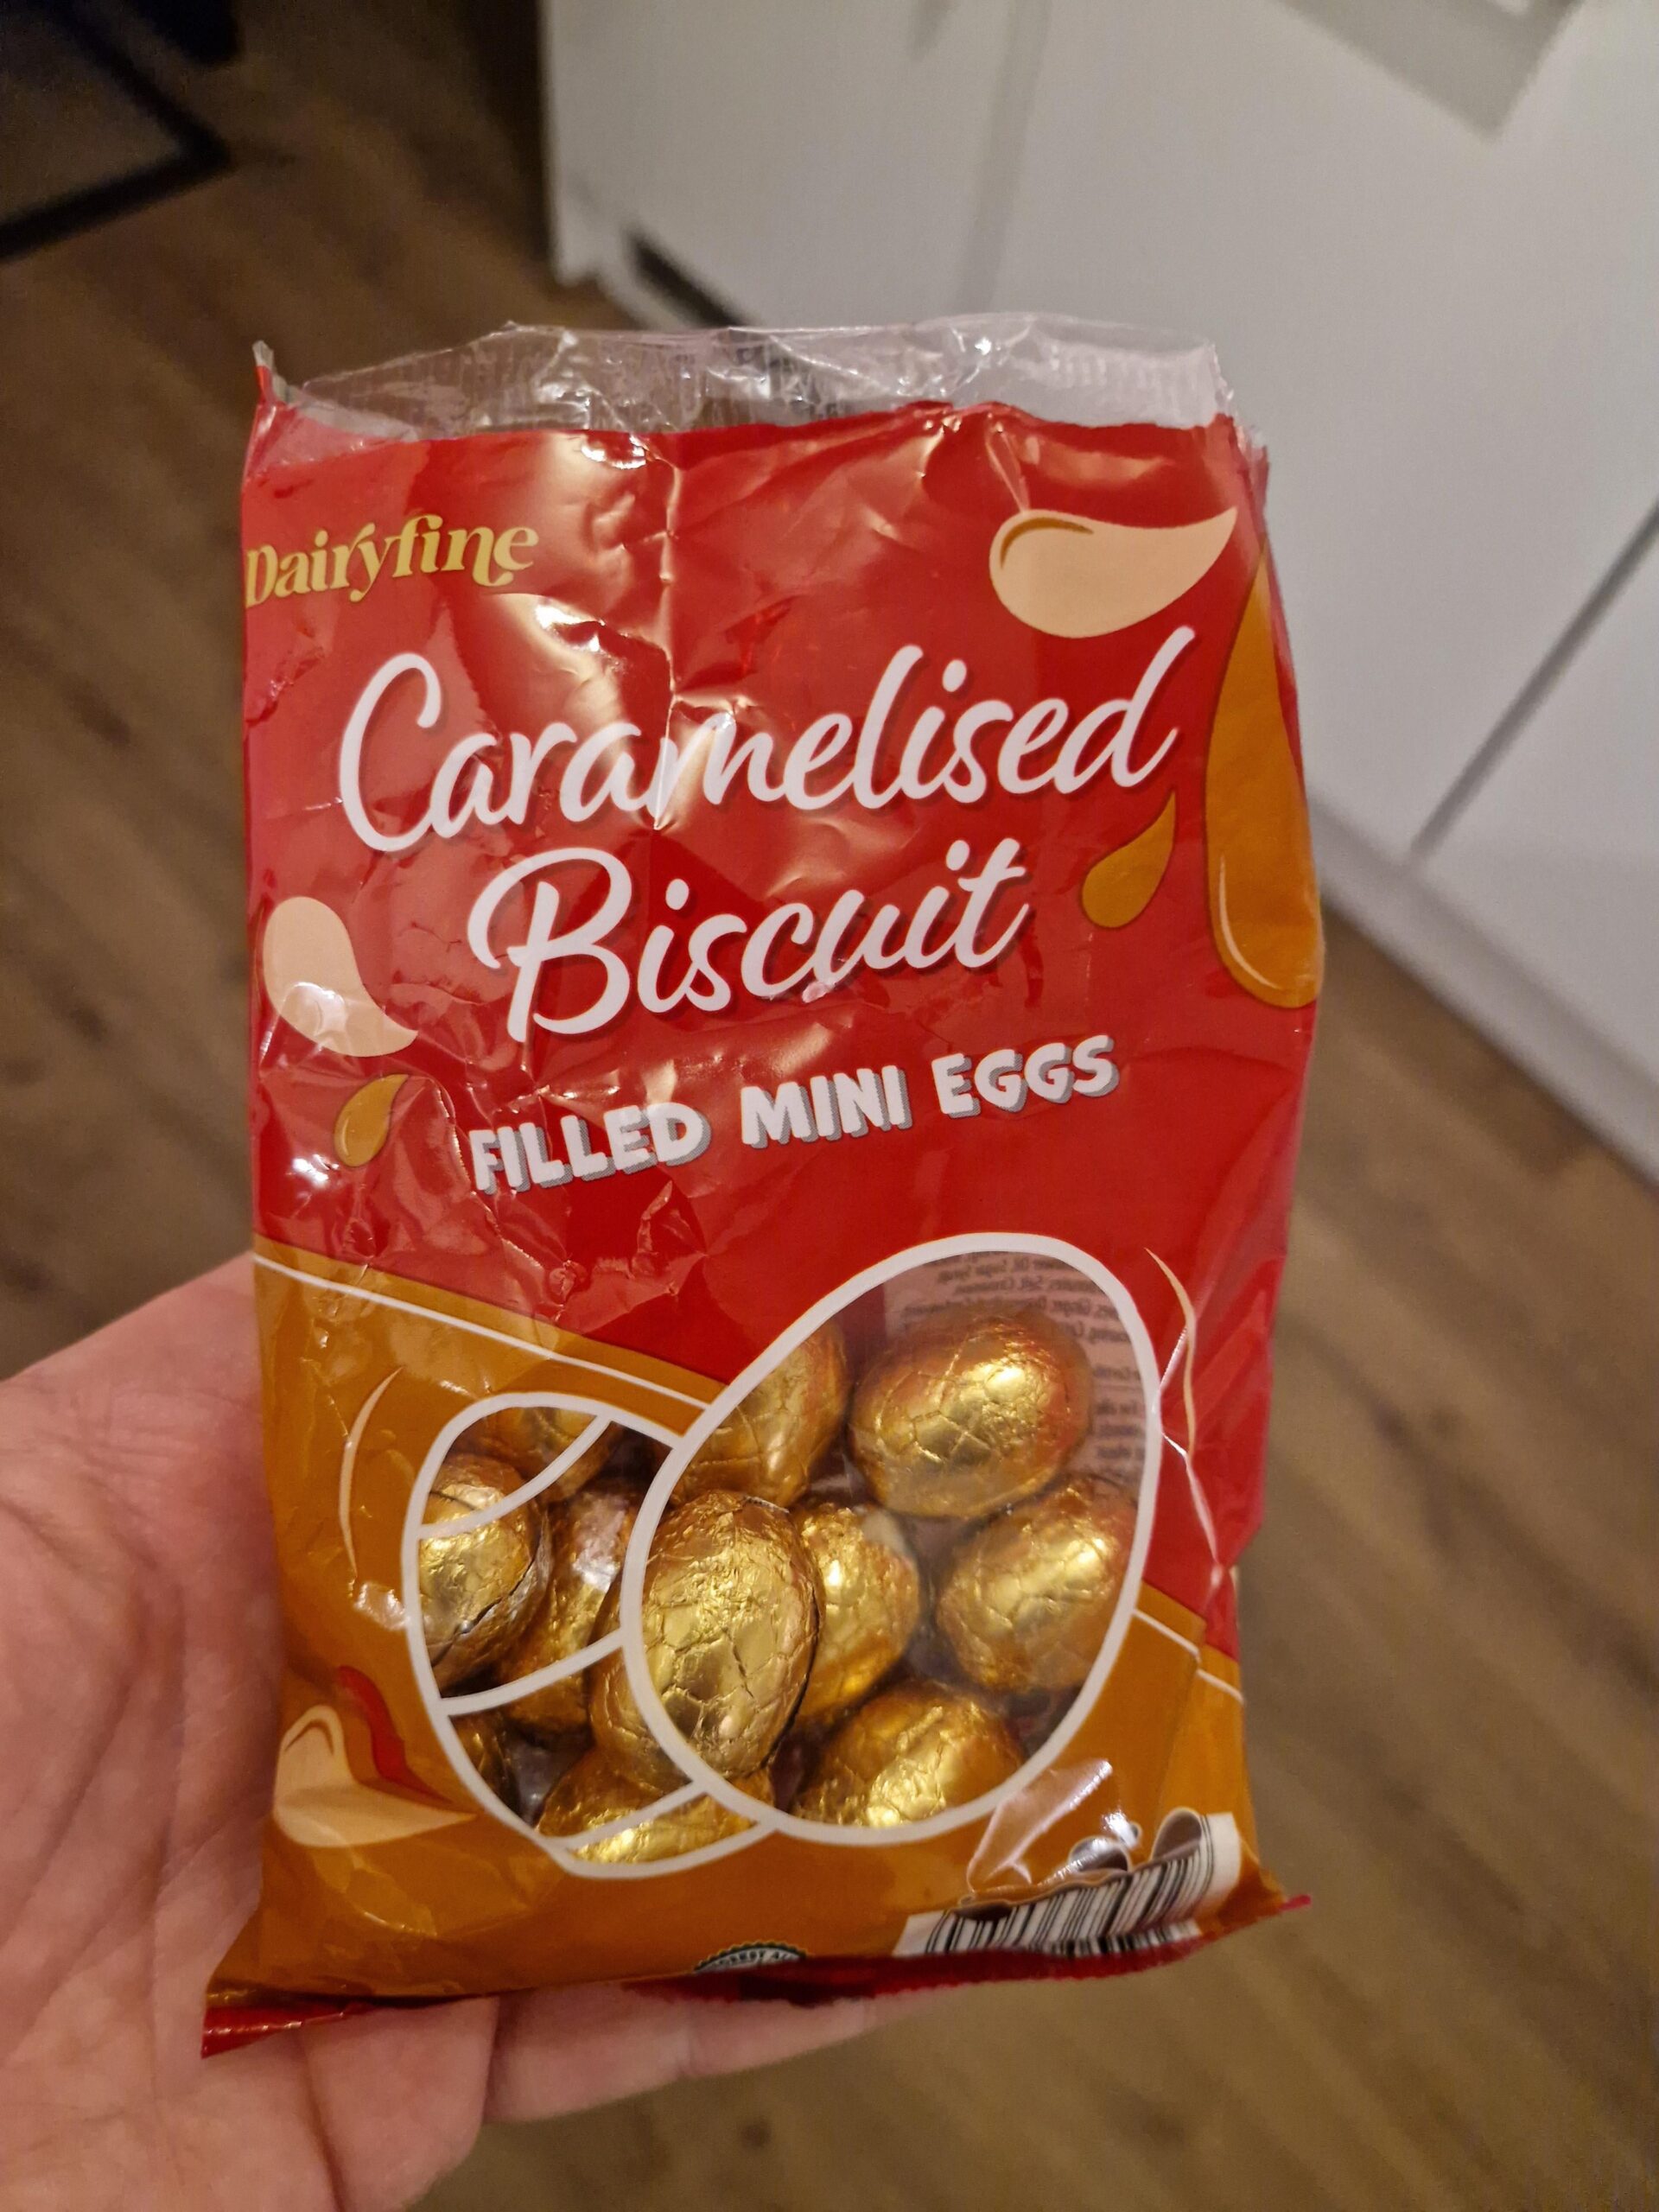 Dairyfine
Caramelised
Biscuit
FILLED MINI EGGS